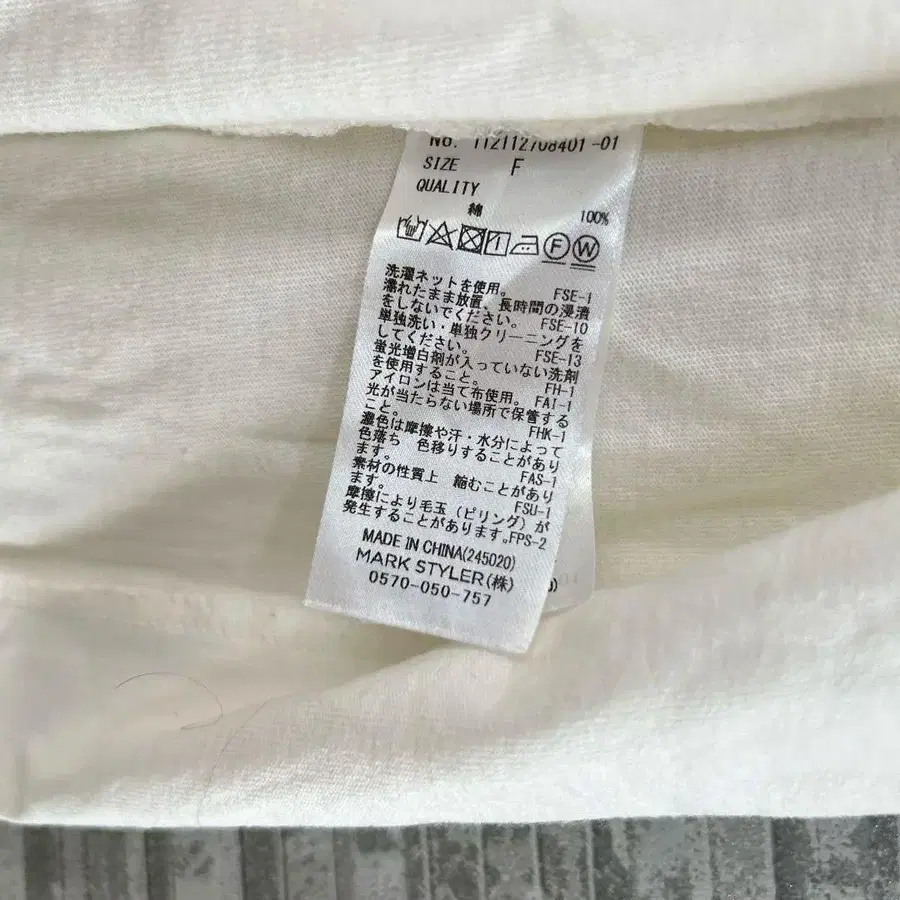 No. 112112708401-01
SIZE F
QUALITY
綿 100%
F W
洗濯ネットを使用。 FSE-1
濡れたまま放置、長時間の浸漬
をしないでください。 FSE-10
単独洗い・単独クリーニングを
してください。 FSE-13
蛍光増白剤が入っていない洗剤
を使用すること。 FH-1
アイロンは当て布使用。 FAI-1
光が当たらない場所で保管する
こと。 FHK-1
濃色は摩擦や汗・水分によって
色落ち 色移りすることがあり
ます。 FAS-1
素材の性質上 縮むことがあり
ます。 FSU-1
摩擦により毛玉(ピリング)が
発生することがあります。FPS-2
MADE IN CHINA(245020)
MARK STYLER(株)
0570-050-757